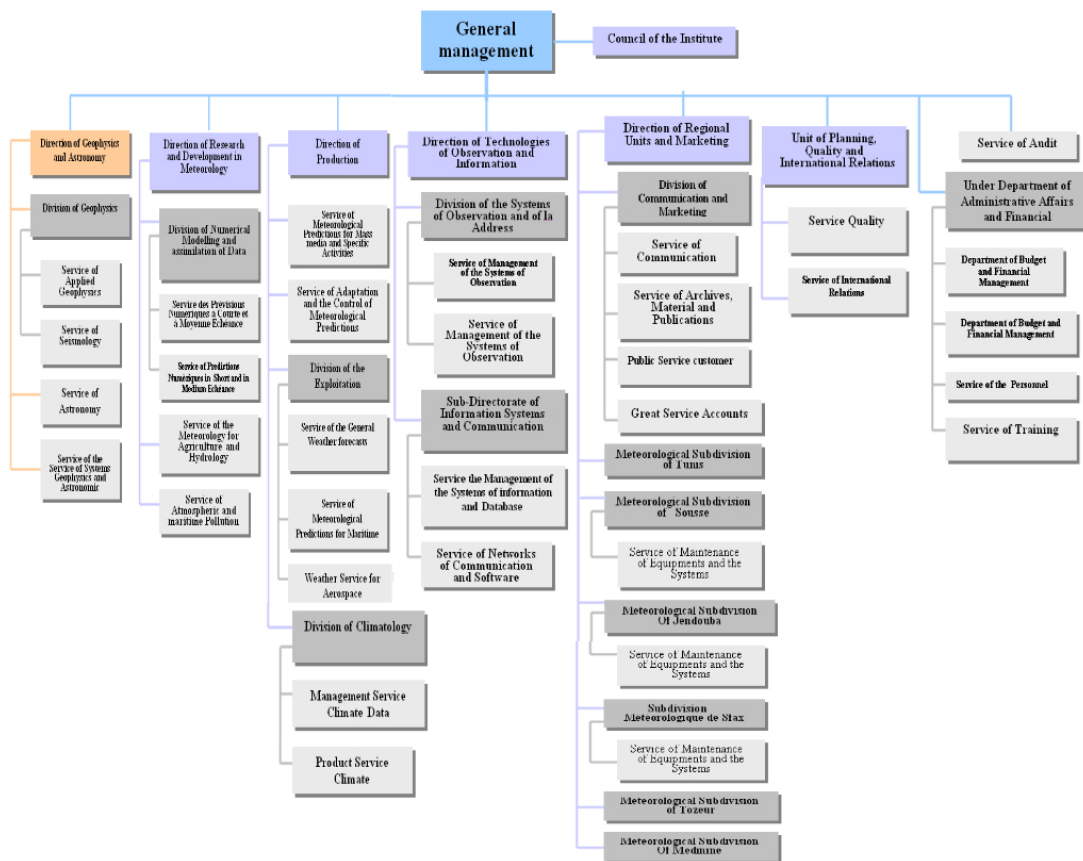 General
management
Council of the Institute
Direction of Geophysics
and Astronomy
Division of Geophysics
Service of
Applied
Geophysics
Service of
Seismology
Service of
Astronomy
Service of the
Service of Systems
Geophysics and
Astronomic
Direction of Research
and Development in
Meteorology
Division of Numerical
Modelling and
assimilation of Data
Service des Prévisions
Numériques à Courte et
à Moyenne Echéance
Service of Predictions
Numériques in Short and in
Medium Echéance
Service of the
Meteorology for
Agriculture and
Hydrology
Service of
Atmospheric and
maritime Pollution
Direction of
Production
Service of
Meteorological
Predictions for Mass
media and Specific
Activities
Service of Adaptation
and the Control of
Meteorological
Predictions
Division of the
Exploitation
Service of the General
Weather forecasts
Service of
Meteorological
Predictions for Maritime
Weather Service for
Aerospace
Division of Climatology
Management Service
Climate Data
Product Service
Climate
Direction of Technologies
of Observation and
Information
Division of the Systems
of Observation and of la
Address
Service of Management
of the Systems of
Observation
Service of
Management of the
Systems of
Observation
Sub-Directorate of
Information Systems
and Communication
Service the Management of
the Systems of information
and Database
Service of Networks
of Communication
and Software
Direction of Regional
Units and Marketing
Division of
Communication and
Marketing
Service of
Communication
Service of Archives,
Material and
Publications
Public Service customer
Great Service Accounts
Meteorological Subdivision
of Tunis
Meteorological Subdivision
of Sousse
Service of Maintenance
of Equipments and the
Systems
Meteorological Subdivision
Of Jendouba
Service of Maintenance
of Equipments and the
Systems
Subdivision
Meteorologique de Sfax
Service of Maintenance
of Equipments and the
Systems
Meteorological Subdivision
of Tozeur
Meteorological Subdivision
Of Medinine
Unit of Planning,
Quality and
International Relations
Service Quality
Service of International
Relations
Service of Audit
Under Department of
Administrative Affairs
and Financial
Department of Budget
and Financial
Management
Department of Budget and
Financial Management
Service of the Personnel
Service of Training